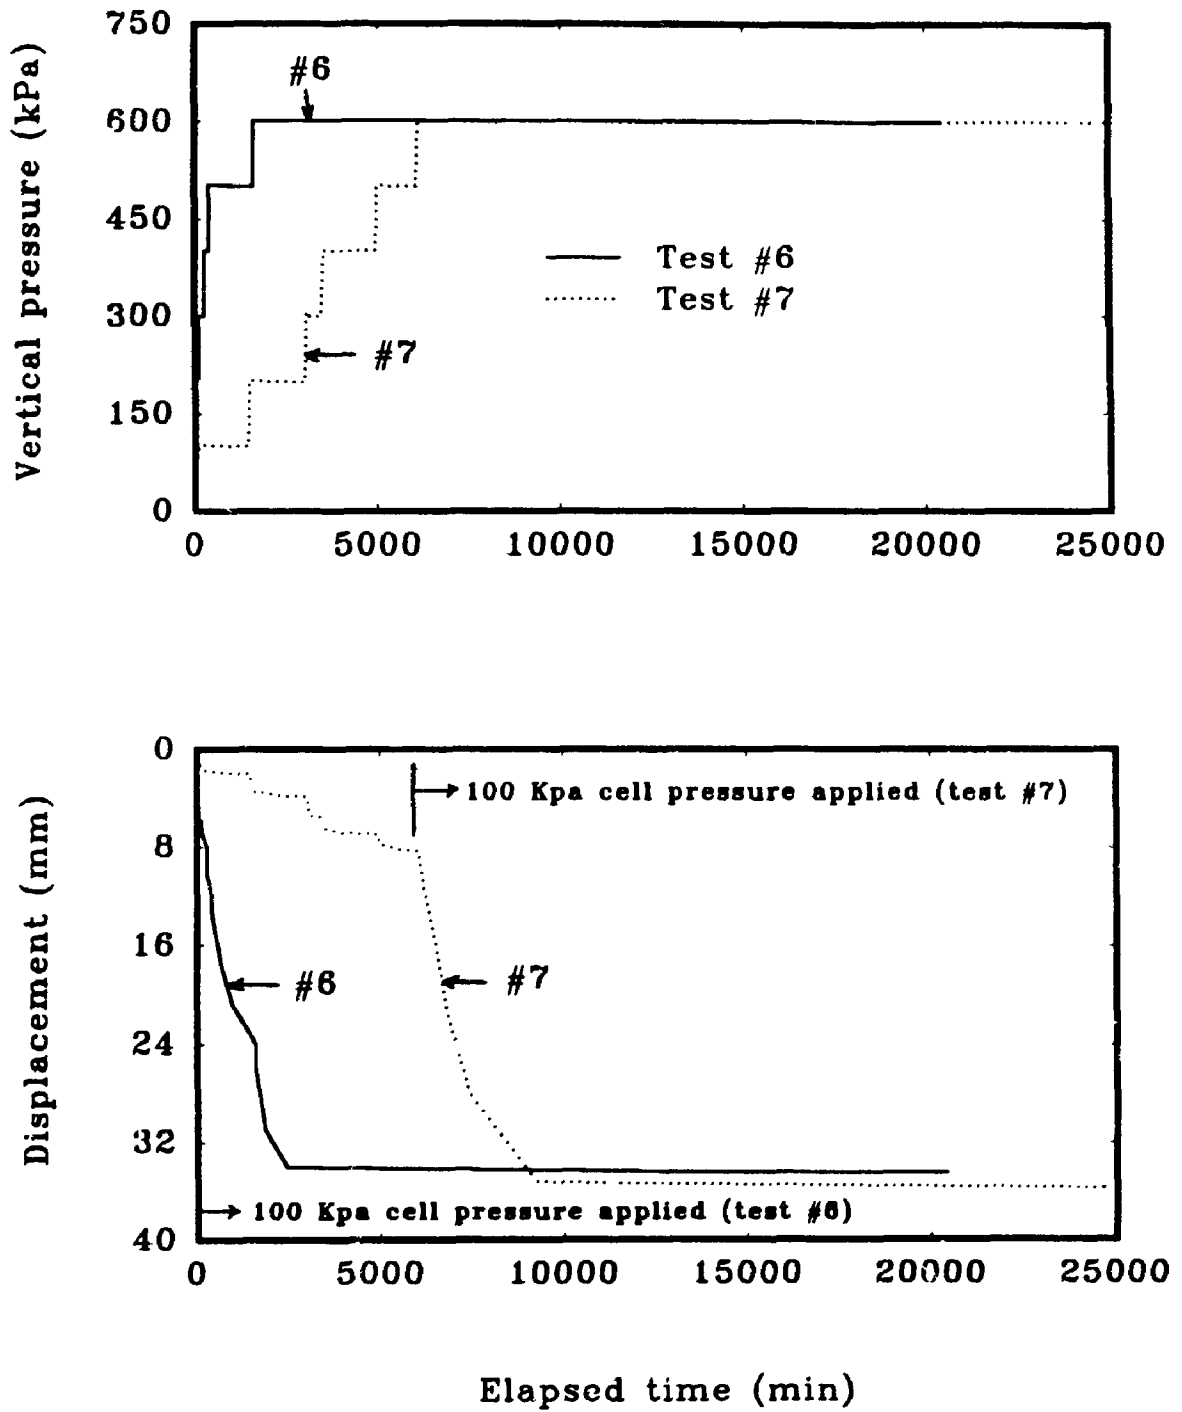 750
#6
600
450
Test #6
Test #7
300
#7
150
0
0 5000 10000 15000 20000 25000
Vertical pressure (kPa)
0
100 Kpa cell pressure applied (test #7)
8
16
#6
#7
24
32
100 Kpa cell pressure applied (test #6)
40
0 5000 10000 15000 20000 25000
Displacement (mm)
Elapsed time (min)